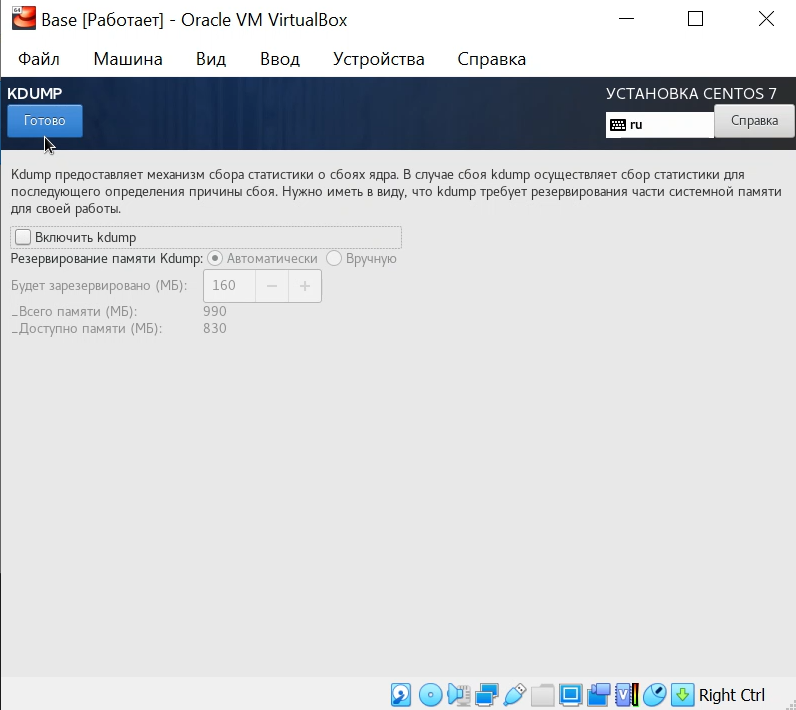 64
Base [Работает] - Oracle VM VirtualBox
Файл Машина Вид Ввод Устройства Справка
KDUMP
УСТАНОВКА CENTOS 7
Готово
ru
Справка
Kdump предоставляет механизм сбора статистики о сбоях ядра. В случае сбоя kdump осуществляет сбор статистики для
последующего определения причины сбоя. Нужно иметь в виду, что kdump требует резервирования части системной памяти
для своей работы.
Включить kdump
Резервирование памяти Kdump: Автоматически Вручную
Будет зарезервировано (МБ): 160 − +
_Всего памяти (МБ): 990
_Доступно памяти (МБ): 830
V
Right Ctrl